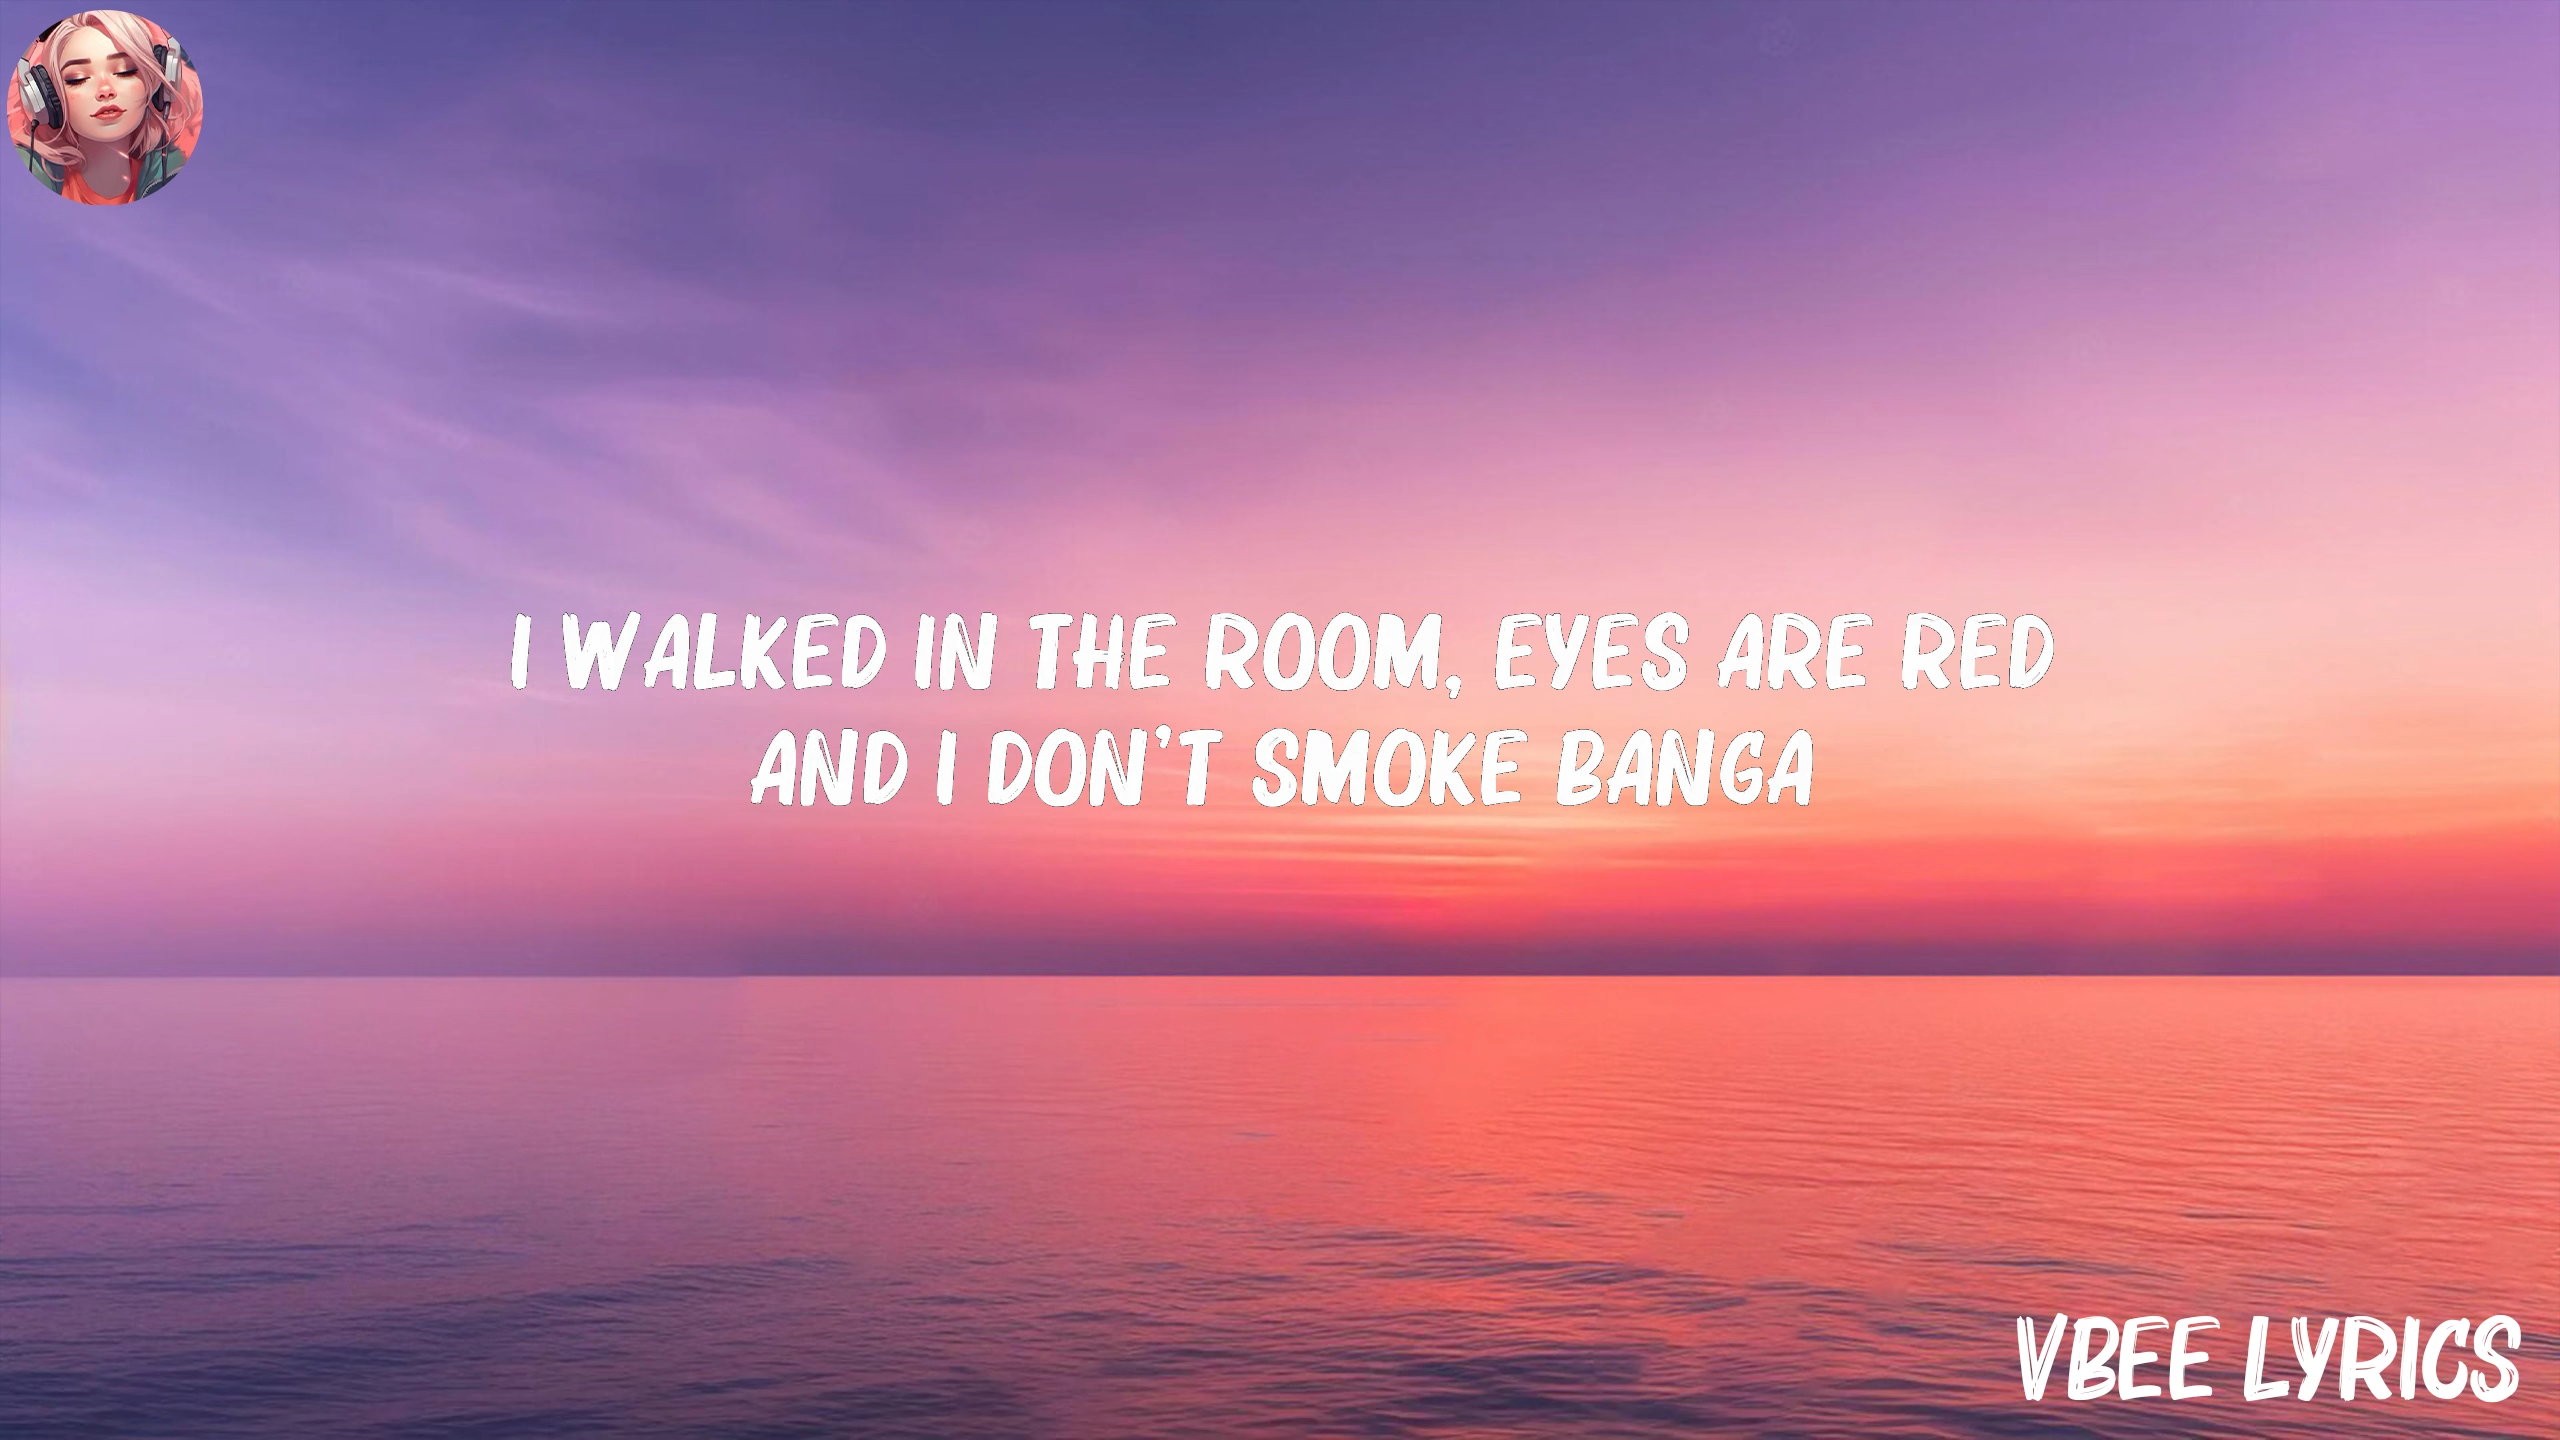 I WALKED IN THE ROOM, EYES ARE RED
AND I DON'T SMOKE BANGA
VBEE LYRICS